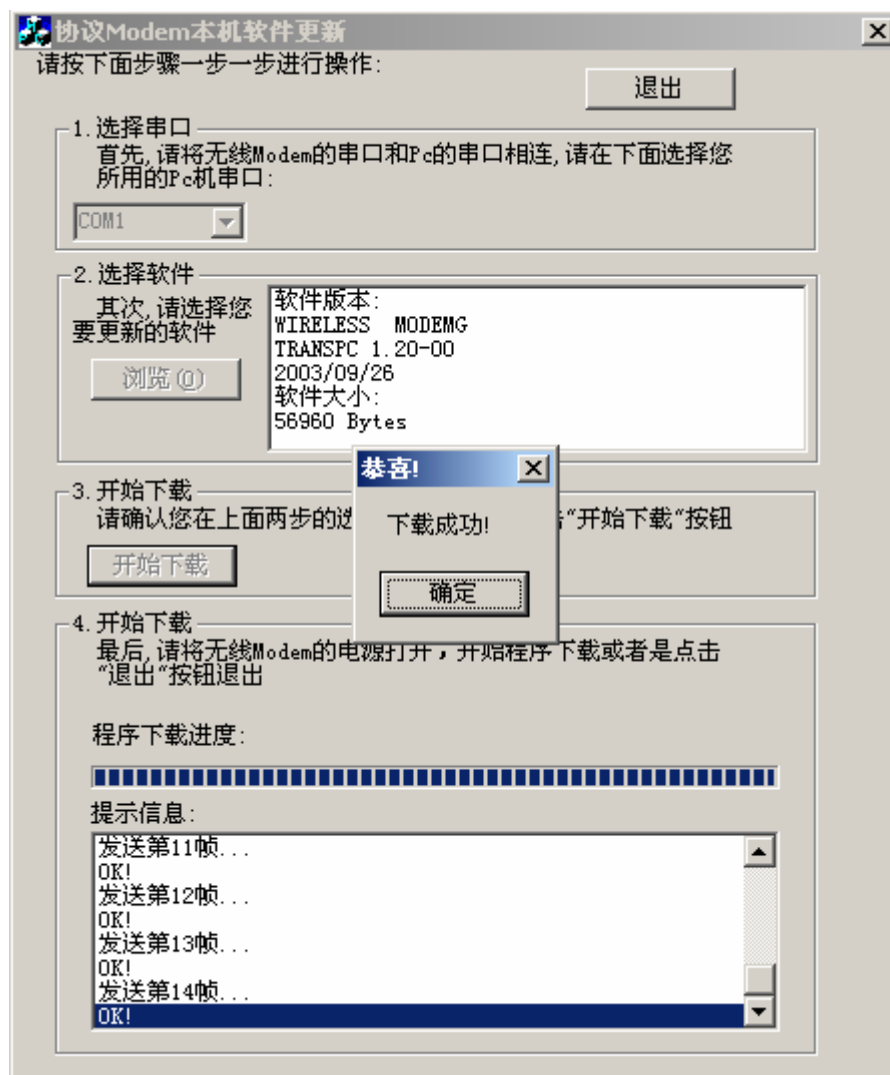 协议Modem本机软件更新
请按下面步骤一步一步进行操作:
退出
1.选择串口
首先,请将无线Modem的串口和Pc的串口相连,请在下面选择您
所用的Pc机串口:
COM1
2.选择软件
其次,请选择您
要更新的软件
浏览(O)
软件版本:
WIRELESS  MODEMG
TRANSPC 1.20-00
2003/09/26
软件大小:
56960 Bytes
恭喜!
下载成功!
确定
3.开始下载
请确认您在上面两步的选
“开始下载“按钮
开始下载
4.开始下载
最后,请将无线Modem的电源打开，开始程序下载或者是点击
“退出“按钮退出
程序下载进度:
提示信息:
发送第11帧...
OK!
发送第12帧...
OK!
发送第13帧...
OK!
发送第14帧...
OK!